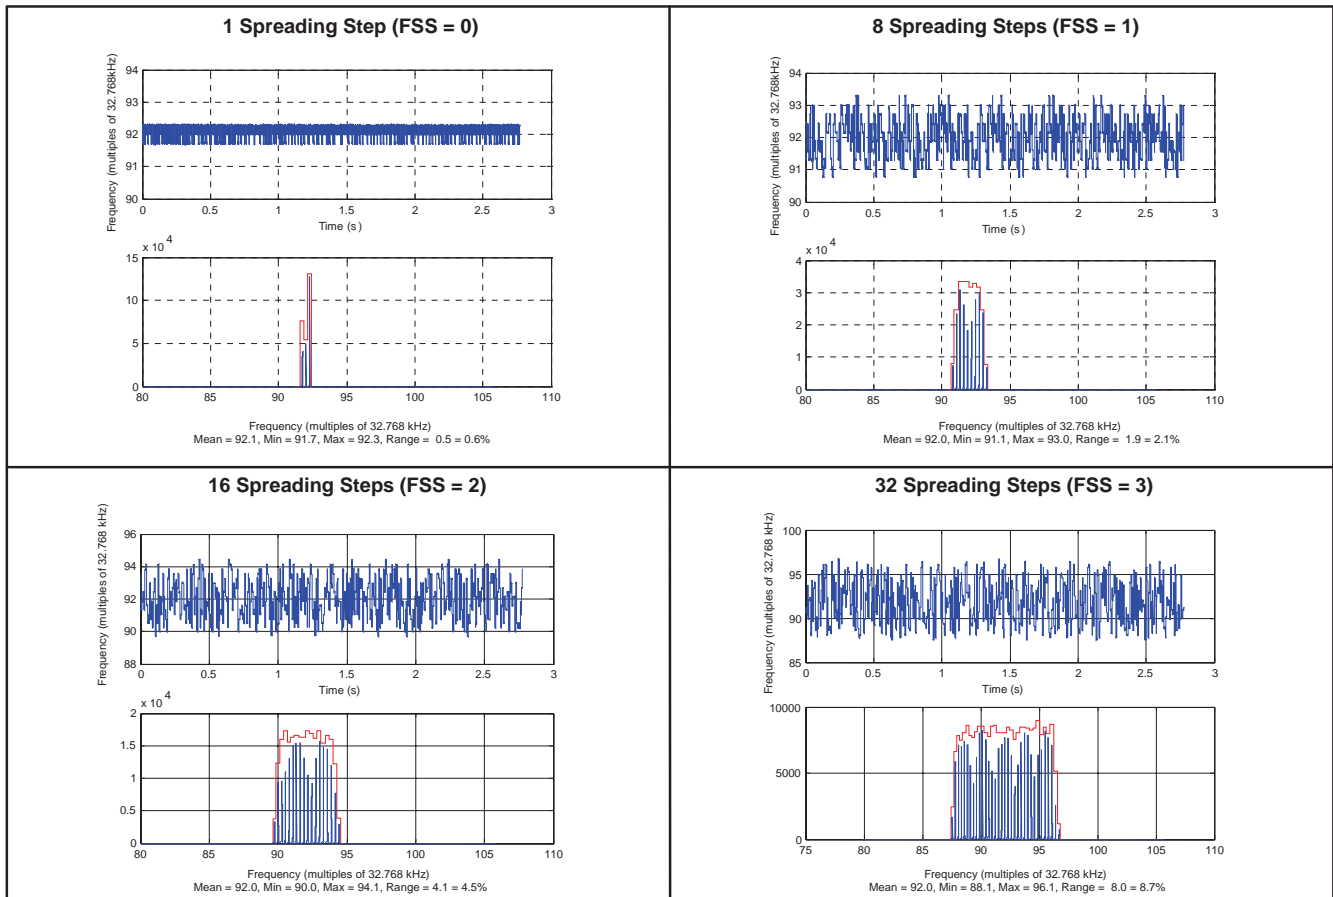 1 Spreading Step (FSS = 0)
Frequency (multiples of 32.768kHz)
94
93
92
91
90
0 0.5 1 1.5 2 2.5 3
Time (s)
x 10 4
15
10
5
0
80 85 90 95 100 105 110
Frequency (multiples of 32.768 kHz)
Mean = 92.1, Min = 91.7, Max = 92.3, Range = 0.5 = 0.6%
8 Spreading Steps (FSS = 1)
Frequency (multiples of 32.768kHz)
94
93
92
91
90
0 0.5 1 1.5 2 2.5 3
Time (s)
x 10 4
4
3
2
1
0
80 85 90 95 100 105 110
Frequency (multiples of 32.768 kHz)
Mean = 92.0, Min = 91.1, Max = 93.0, Range = 1.9 = 2.1%
16 Spreading Steps (FSS = 2)
Frequency (multiples of 32.768 kHz)
96
94
92
90
88
0 0.5 1 1.5 2 2.5 3
Time (s)
x 10 4
2
1.5
1
0.5
0
80 85 90 95 100 105 110
Frequency (multiples of 32.768 kHz)
Mean = 92.0, Min = 90.0, Max = 94.1, Range = 4.1 = 4.5%
32 Spreading Steps (FSS = 3)
Frequency (multiples of 32.768 kHz)
100
95
90
85
0 0.5 1 1.5 2 2.5 3
Time (s)
10000
5000
0
75 80 85 90 95 100 105 110
Frequency (multiples of 32.768 kHz)
Mean = 92.0, Min = 88.1, Max = 96.1, Range = 8.0 = 8.7%